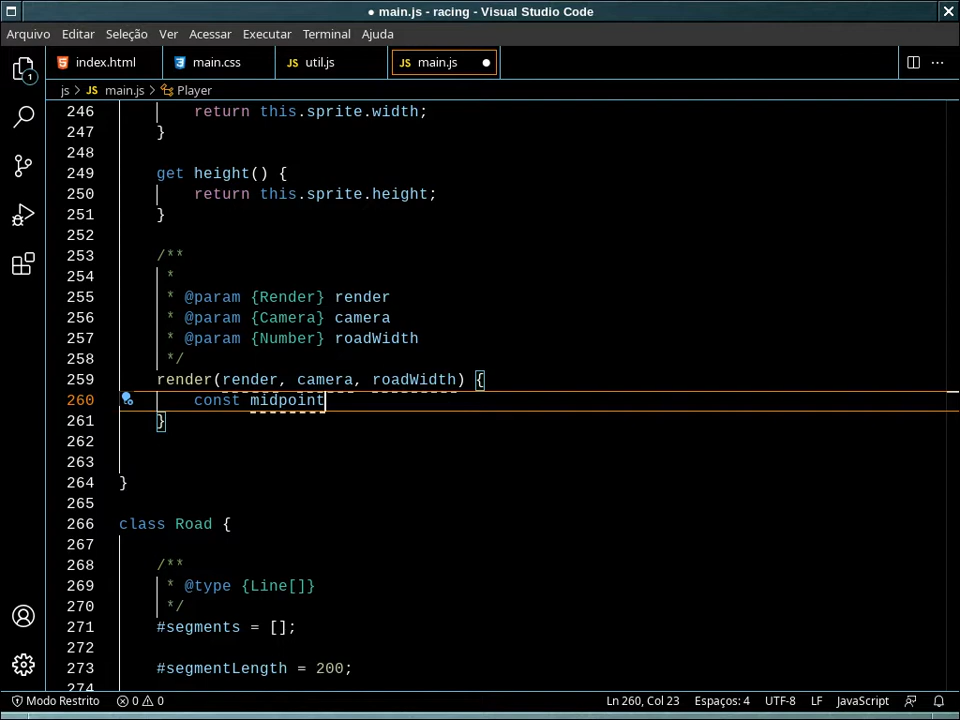 ● main.js - racing - Visual Studio Code
Arquivo Editar Seleção Ver Acessar Executar Terminal Ajuda
index.html main.css JS util.js JS main.js ●
js > JS main.js > Player
246 return this.sprite.width;
247 }
248
249 get height() {
250 return this.sprite.height;
251 }
252
253 /**
254 *
255 * @param {Render} render
256 * @param {Camera} camera
257 * @param {Number} roadWidth
258 */
259 render(render, camera, roadWidth) {
260 const midpoint
261 }
262
263
264 }
265
266 class Road {
267
268 /**
269 * @type {Line[]}
270 */
271 #segments = [];
272
273 #segmentLength = 200;
274
1
Modo Restrito 0 0 Ln 260, Col 23 Espaços: 4 UTF-8 LF JavaScript